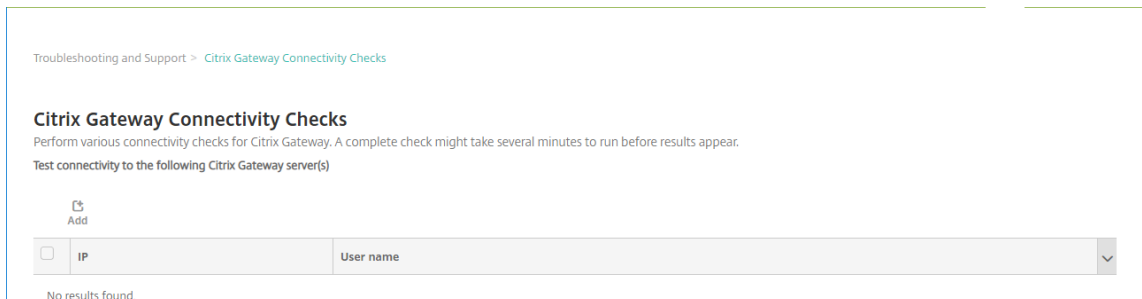 Troubleshooting and Support > Citrix Gateway Connectivity Checks
Citrix Gateway Connectivity Checks
Perform various connectivity checks for Citrix Gateway. A complete check might take several minutes to run before results appear.
Test connectivity to the following Citrix Gateway server(s)
Add
IP User name
No results found